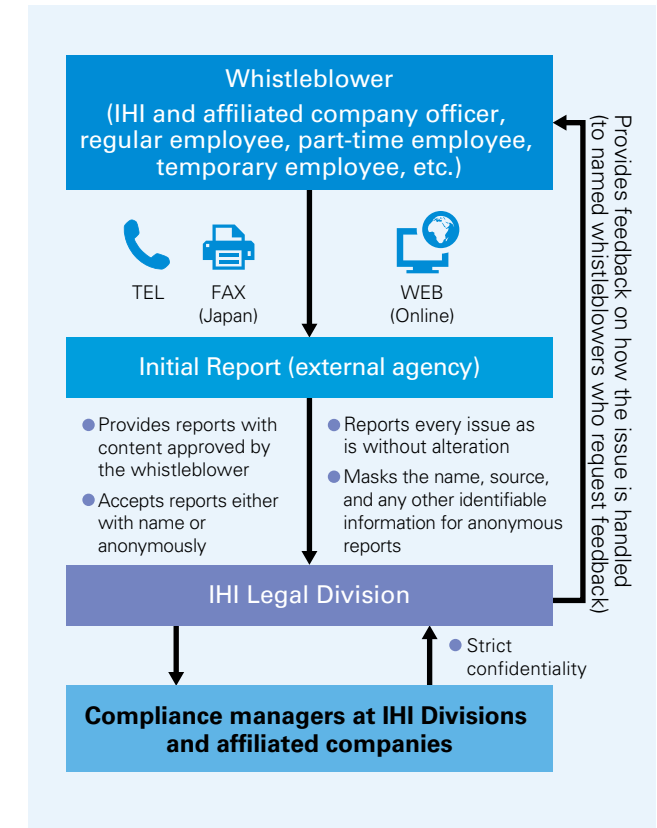 Whistleblower
(IHI and affiliated company officer,
regular employee, part-time employee,
temporary employee, etc.)
TEL
FAX
(Japan)
WEB
(Online)
Initial Report (external agency)
● Provides reports with
content approved by
the whistleblower
● Accepts reports either
with name or
anonymously
● Reports every issue as
is without alteration
● Masks the name, source,
and any other identifiable
information for anonymous
reports
IHI Legal Division
● Strict
confidentiality
Compliance managers at IHI Divisions
and affiliated companies
Provides feedback on how the issue is handled
(to named whistleblowers who request feedback)